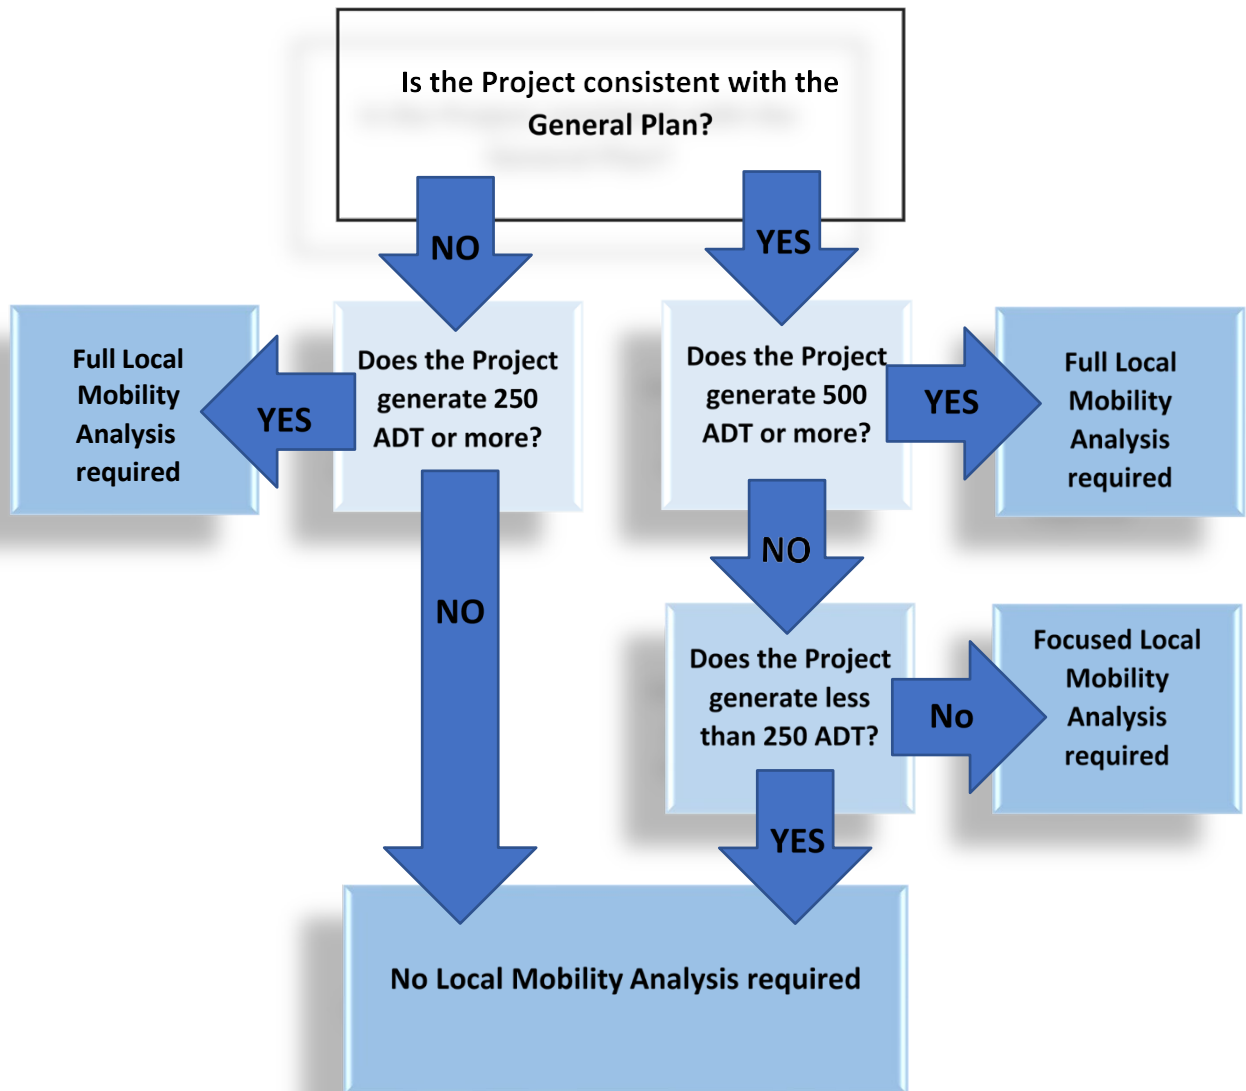 Is the Project consistent with the
General Plan?
NO
YES
Full Local
Mobility
Analysis
required
YES
Does the Project
generate 250
ADT or more?
Does the Project
generate 500
ADT or more?
YES
Full Local
Mobility
Analysis
required
NO
NO
Does the Project
generate less
than 250 ADT?
No
Focused Local
Mobility
Analysis
required
YES
No Local Mobility Analysis required